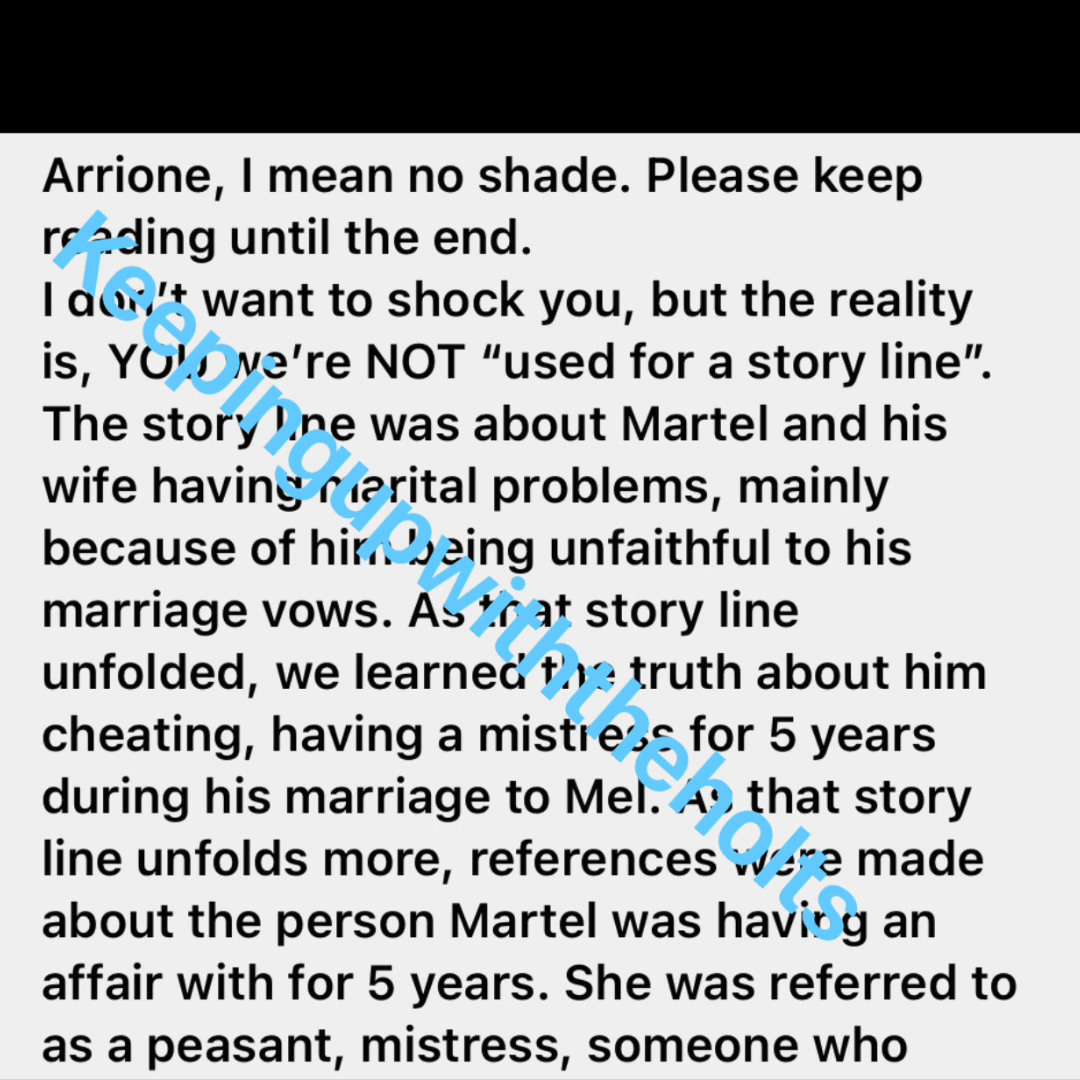 Arrione, I mean no shade. Please keep
reading until the end.
I don't want to shock you, but the reality
is, YOU we're NOT “used for a story line”.
The story line was about Martel and his
wife having marital problems, mainly
because of him being unfaithful to his
marriage vows. As that story line
unfolded, we learned the truth about him
cheating, having a mistress for 5 years
during his marriage to Mel. As that story
line unfolds more, references were made
about the person Martel was having an
affair with for 5 years. She was referred to
as a peasant, mistress, someone who
Keepingupwiththeholts